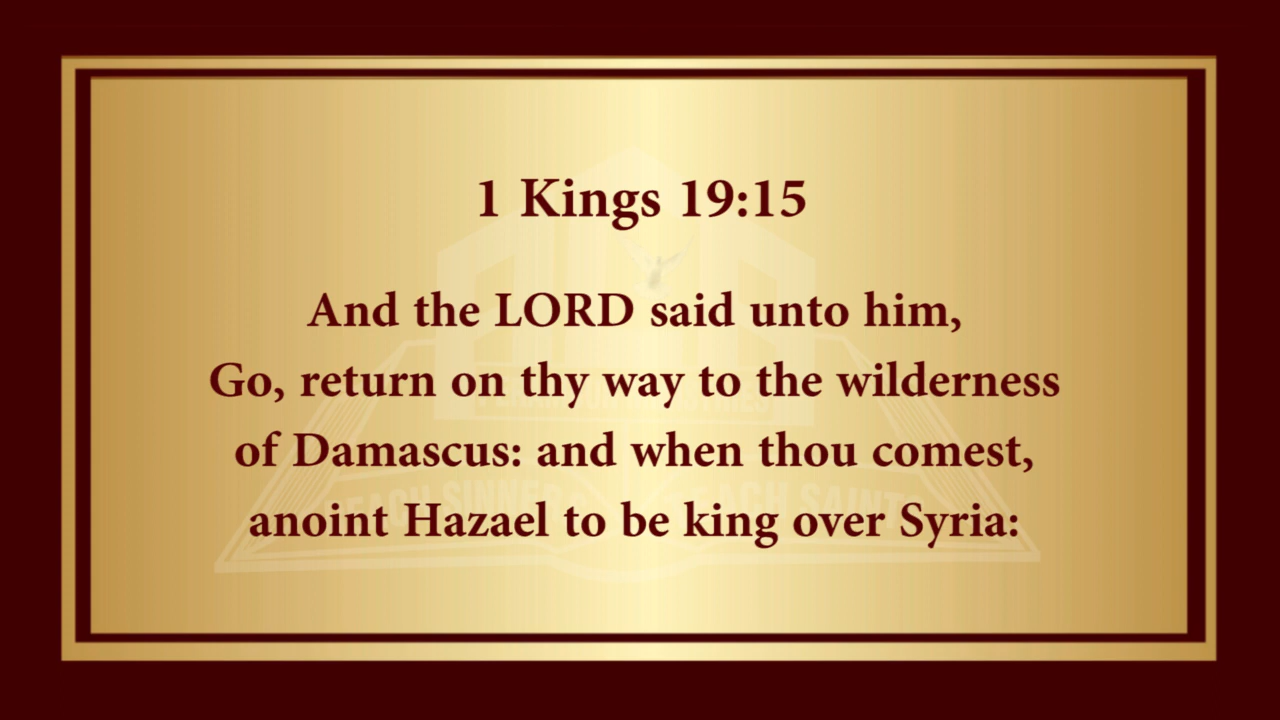 1 Kings 19:15
And the LORD said unto him,
Go, return on thy way to the wilderness
of Damascus: and when thou comest,
anoint Hazael to be king over Syria: